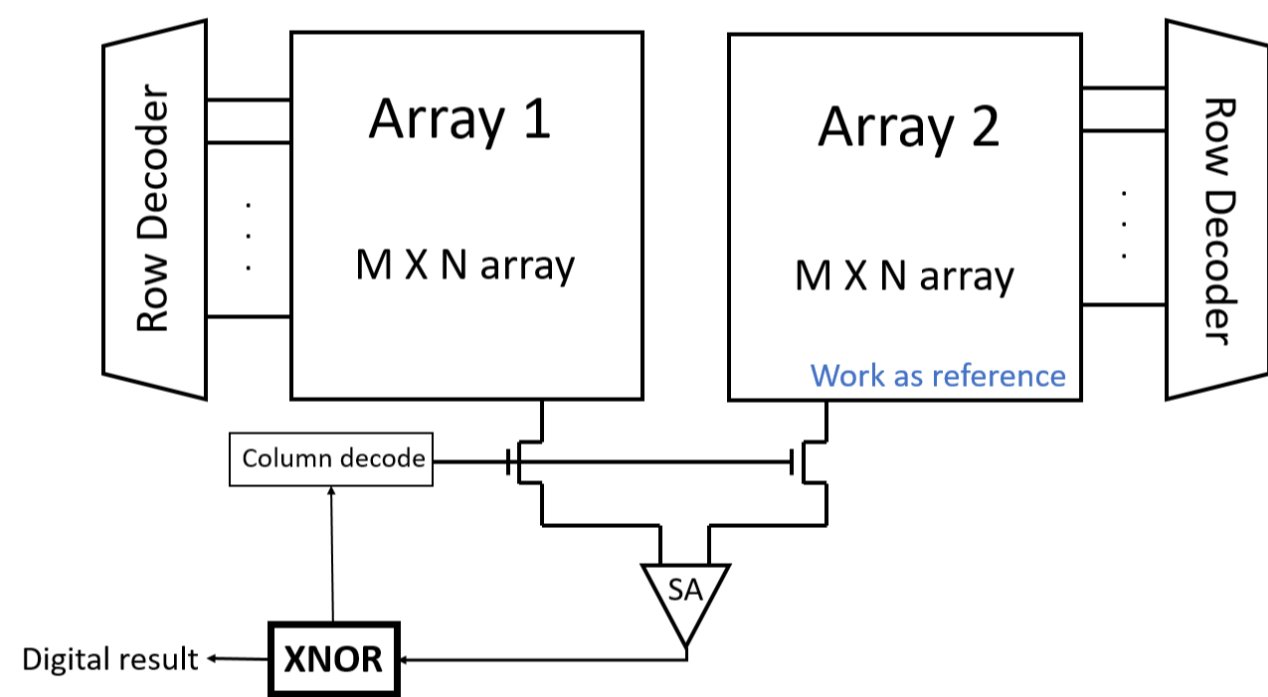 Row Decoder
Array 1
M X N array
Array 2
M X N array
Work as reference
Row Decoder
Column decode
SA
XNOR
Digital result